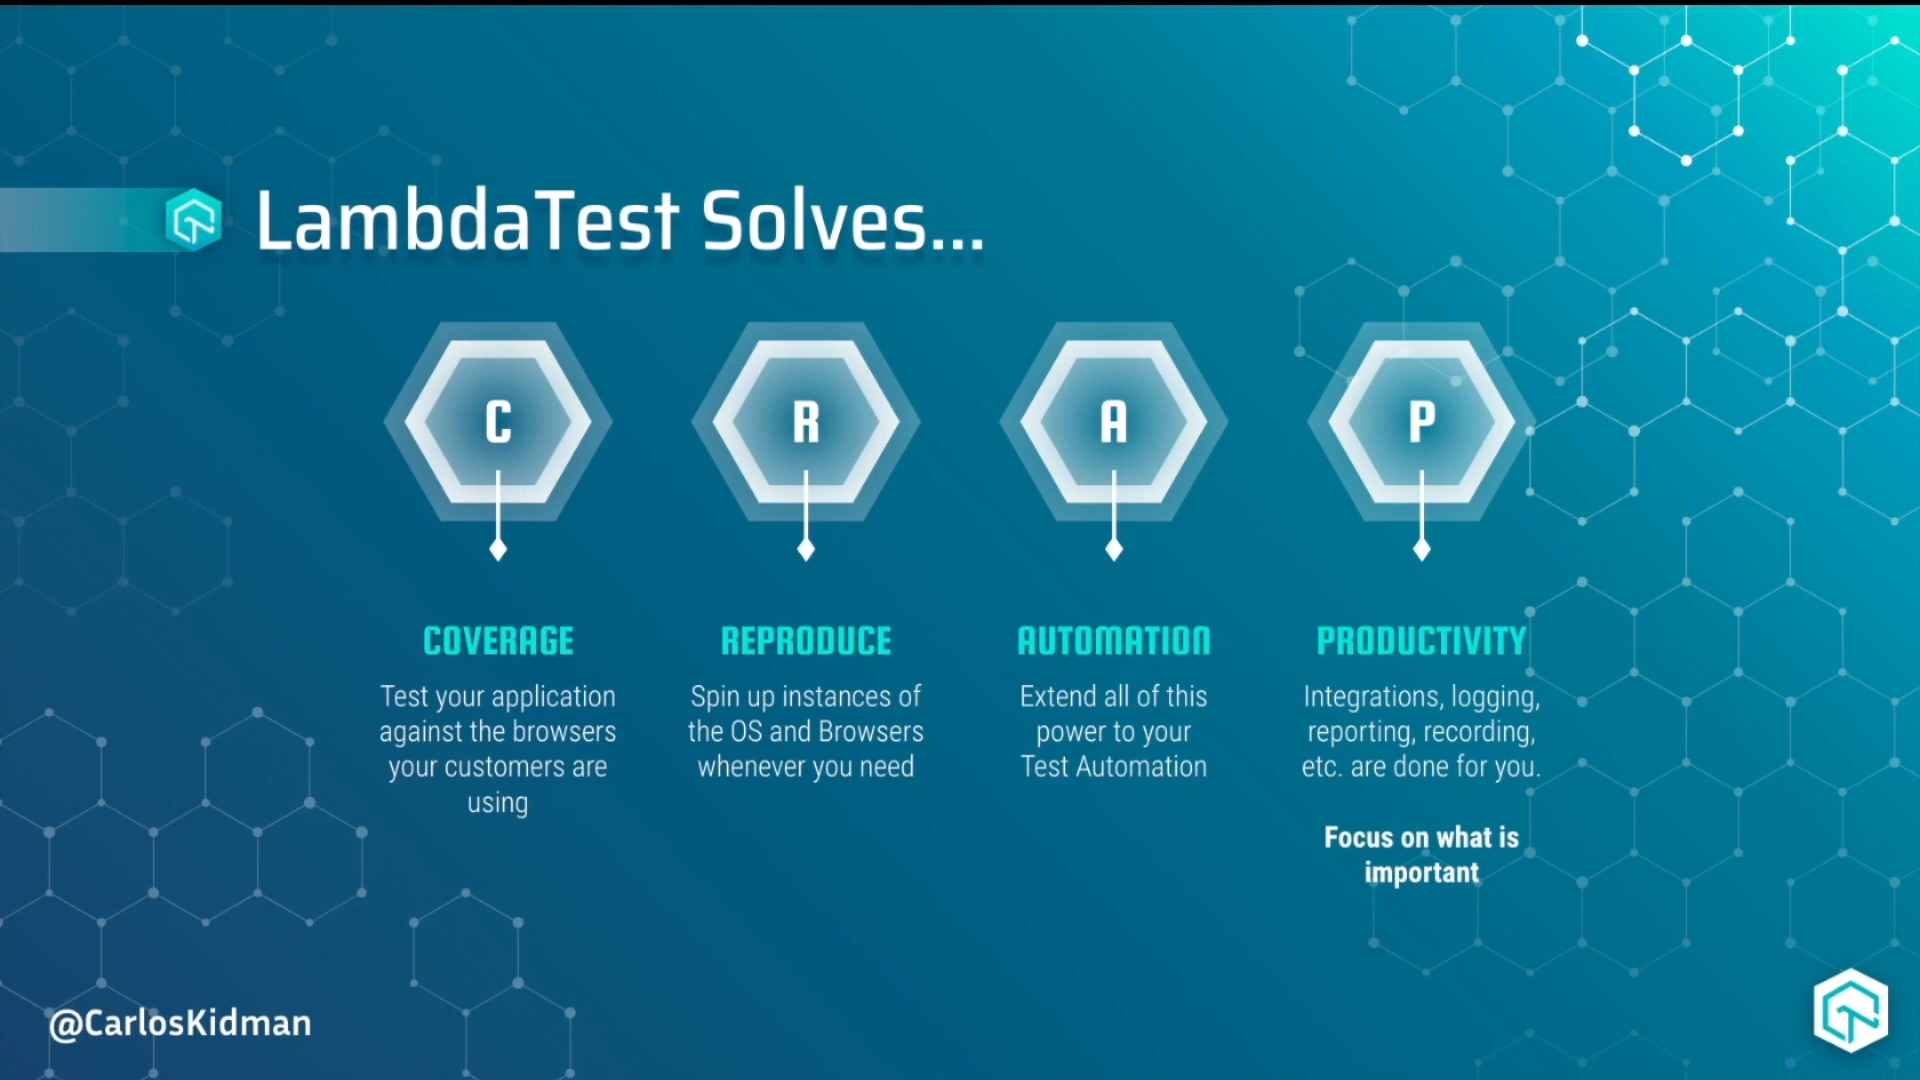 LambdaTest Solves...
C
R
A
P
COVERAGE
Test your application
against the browsers
your customers are
using
REPRODUCE
Spin up instances of
the OS and Browsers
whenever you need
AUTOMATION
Extend all of this
power to your
Test Automation
PRODUCTIVITY
Integrations, logging,
reporting, recording,
etc. are done for you.
Focus on what is
important
@CarlosKidman